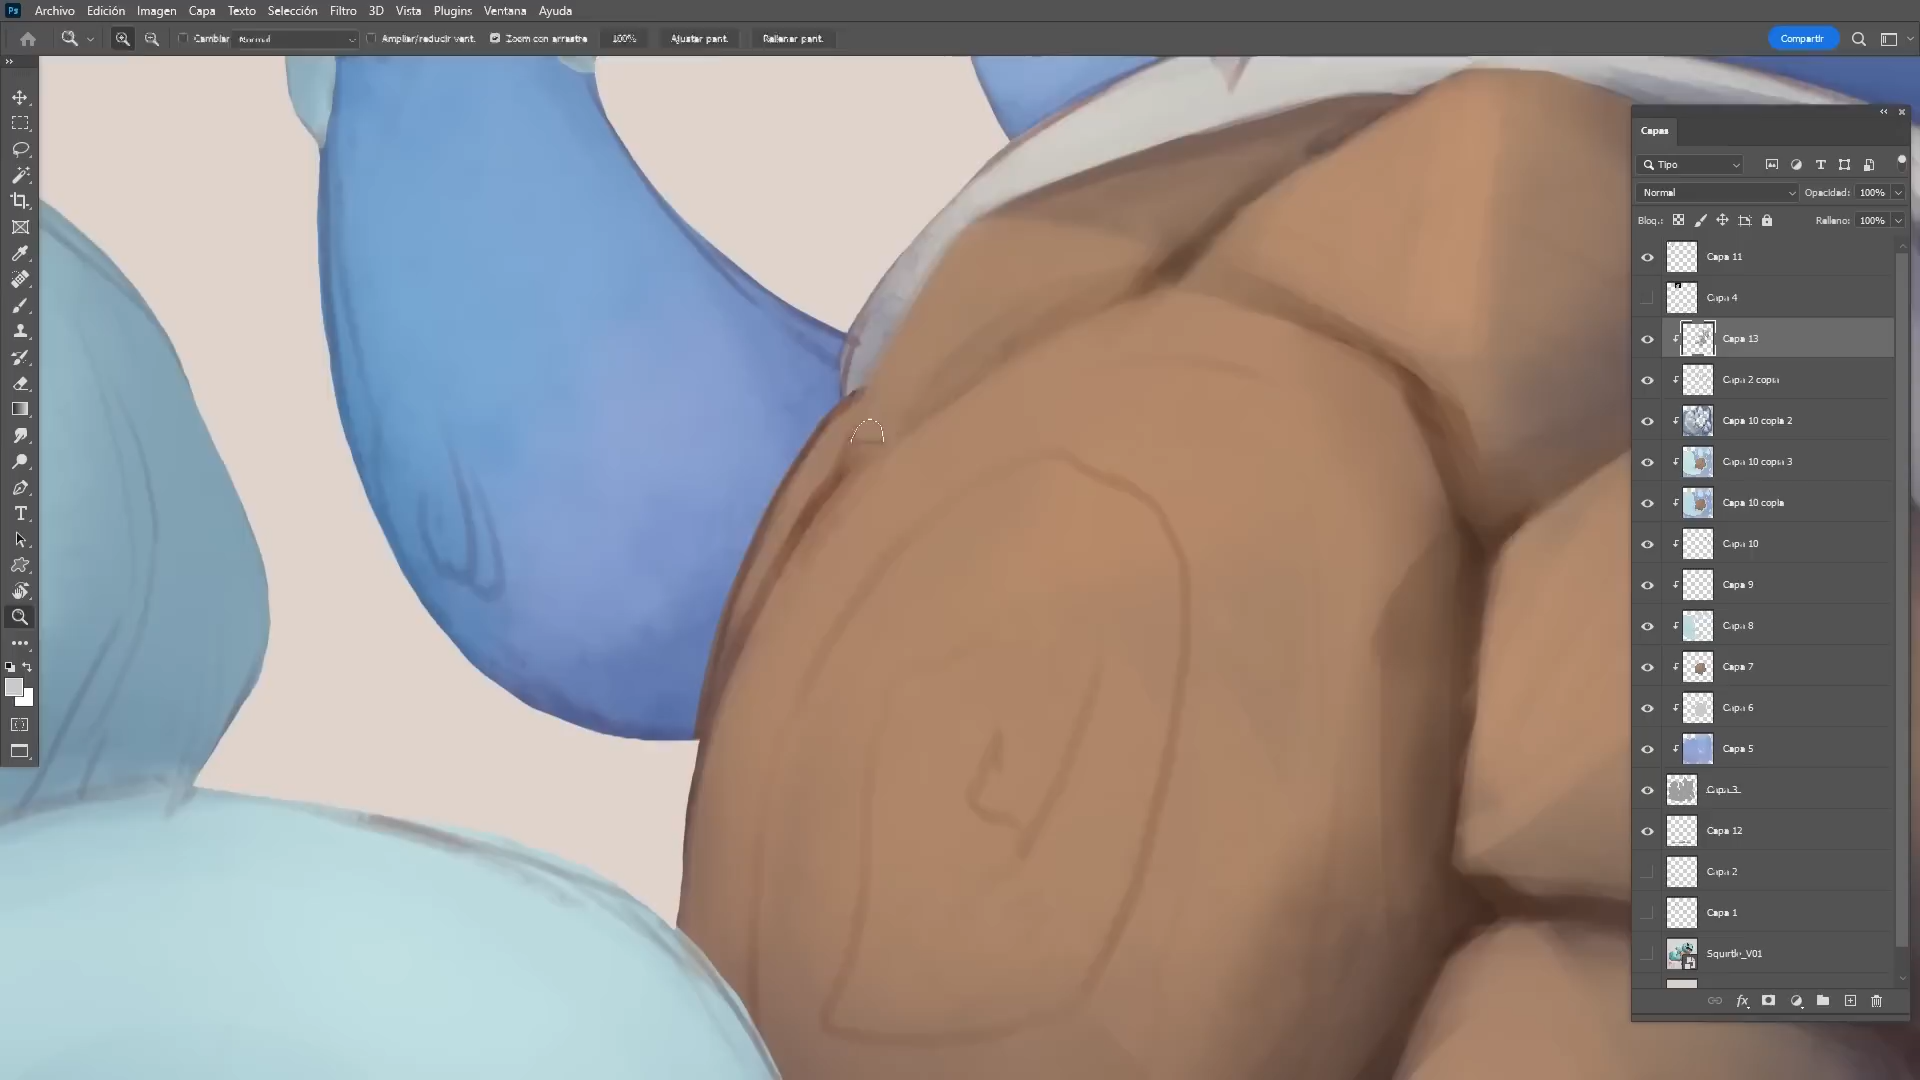 Ps Archivo Edición Imagen Capa Texto Selección Filtro 3D Vista Plugins Ventana Ayuda
Cambiar Normal Ampliar/reducir vent. Zoom con arrastre 100% Ajustar pant. Rellenar pant. Compartir
Capas
Tipo
Normal Opacidad: 100%
Bloq.: Relleno: 100%
Capa 11
Capa 4
Capa 13
Capa 2 copia
Capa 10 copia 2
Capa 10 copia 3
Capa 10 copia
Capa 10
Capa 9
Capa 8
Capa 7
Capa 6
Capa 5
Capa 3
Capa 12
Capa 2
Capa 1
Squirtle_V01
fx